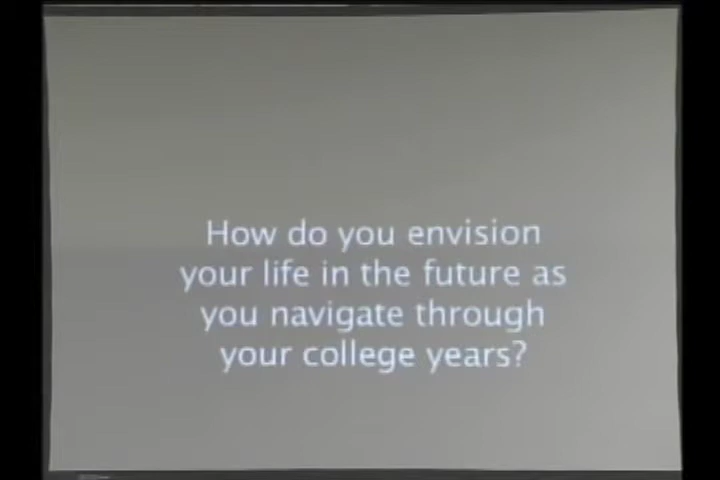 How do you envision
your life in the future as
you navigate through
your college years?